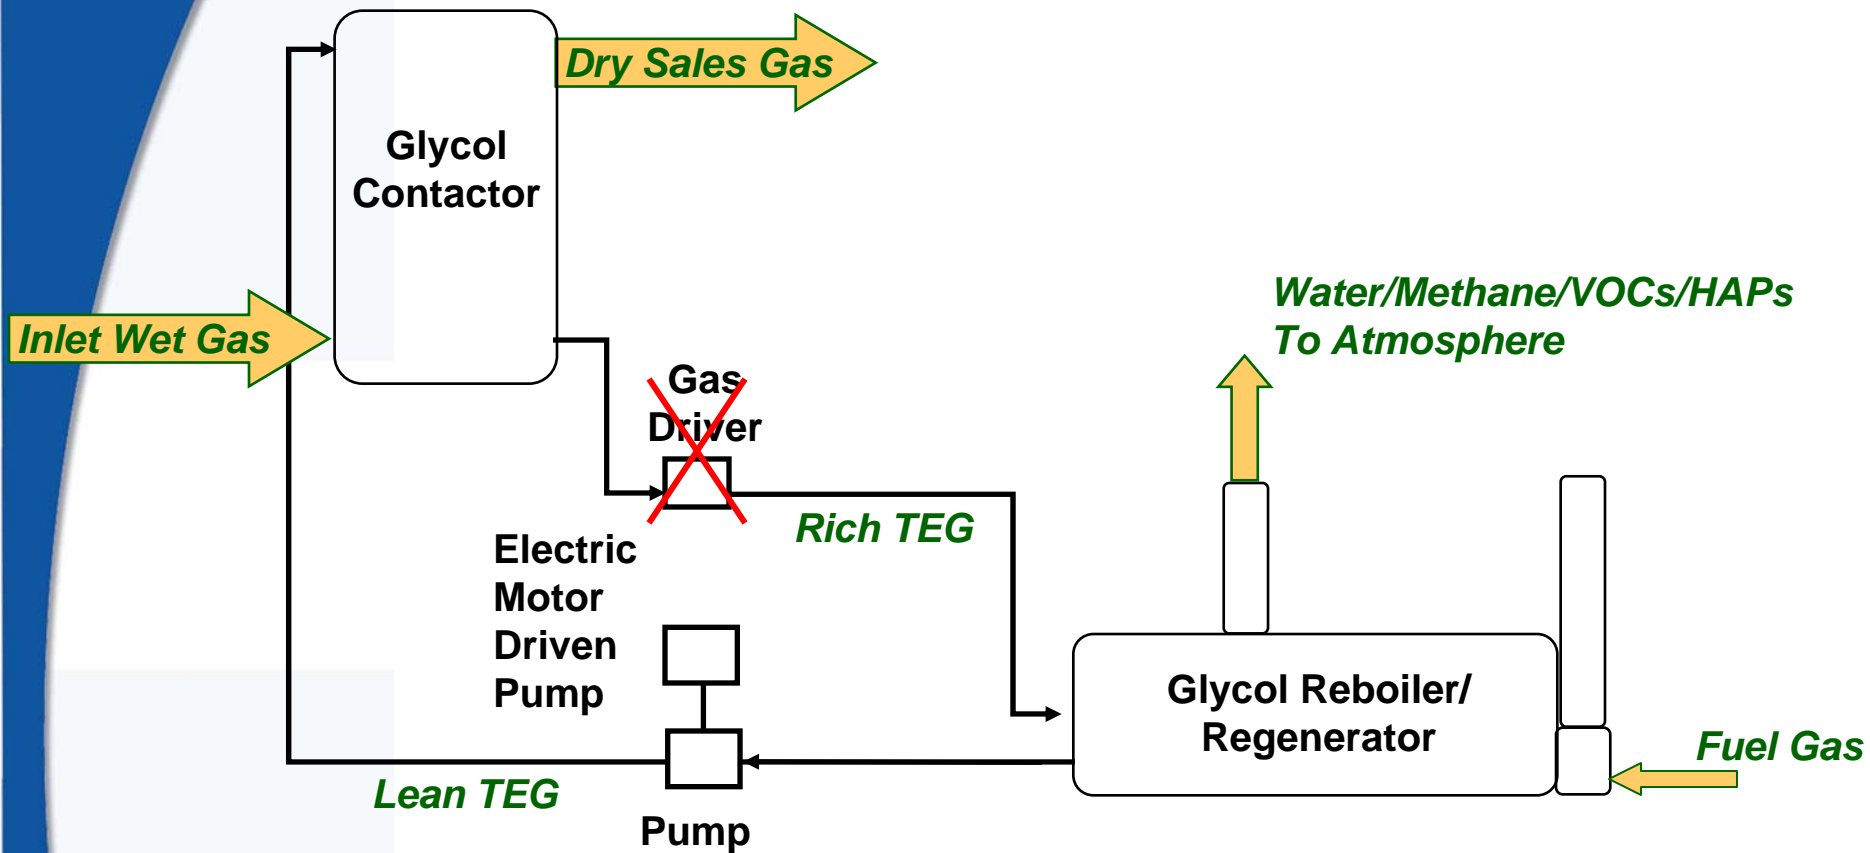 Dry Sales Gas
Glycol
Contactor
Inlet Wet Gas
Water/Methane/VOCs/HAPs
To Atmosphere
Gas
Driver
Rich TEG
Electric
Motor
Driven
Pump
Glycol Reboiler/
Regenerator
Fuel Gas
Lean TEG
Pump